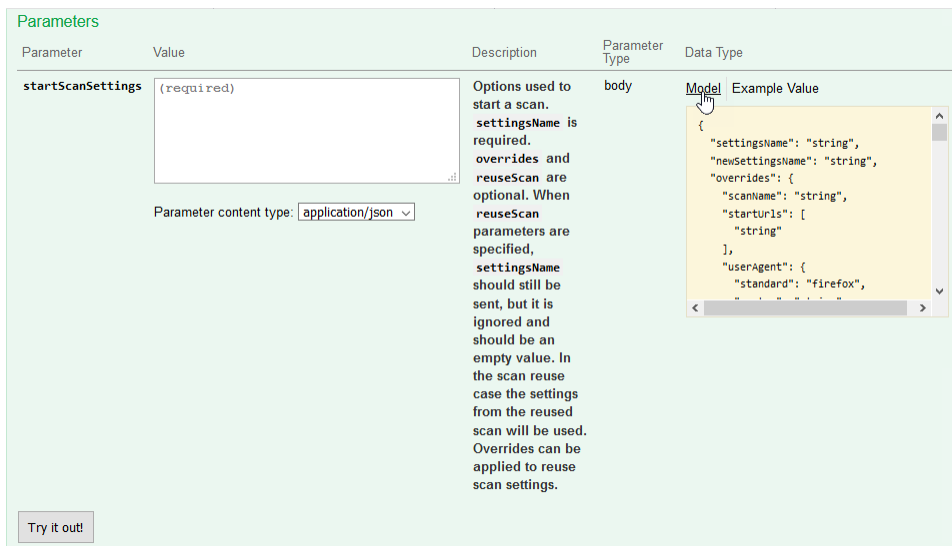 Parameters
Parameter Value Description Parameter Type Data Type
startScanSettings
(required)
Parameter content type: application/json
Options used to
start a scan.
settingsName is
required.
overrides and
reuseScan are
optional. When
reuseScan
parameters are
specified,
settingsName
should still be
sent, but it is
ignored and
should be an
empty value. In
the scan reuse
case the settings
from the reused
scan will be used.
Overrides can be
applied to reuse
scan settings.
body
Model Example Value
{
"settingsName": "string",
"newSettingsName": "string",
"overrides": {
"scanName": "string",
"startUrls": [
"string"
],
"userAgent": {
"standard": "firefox",
Try it out!